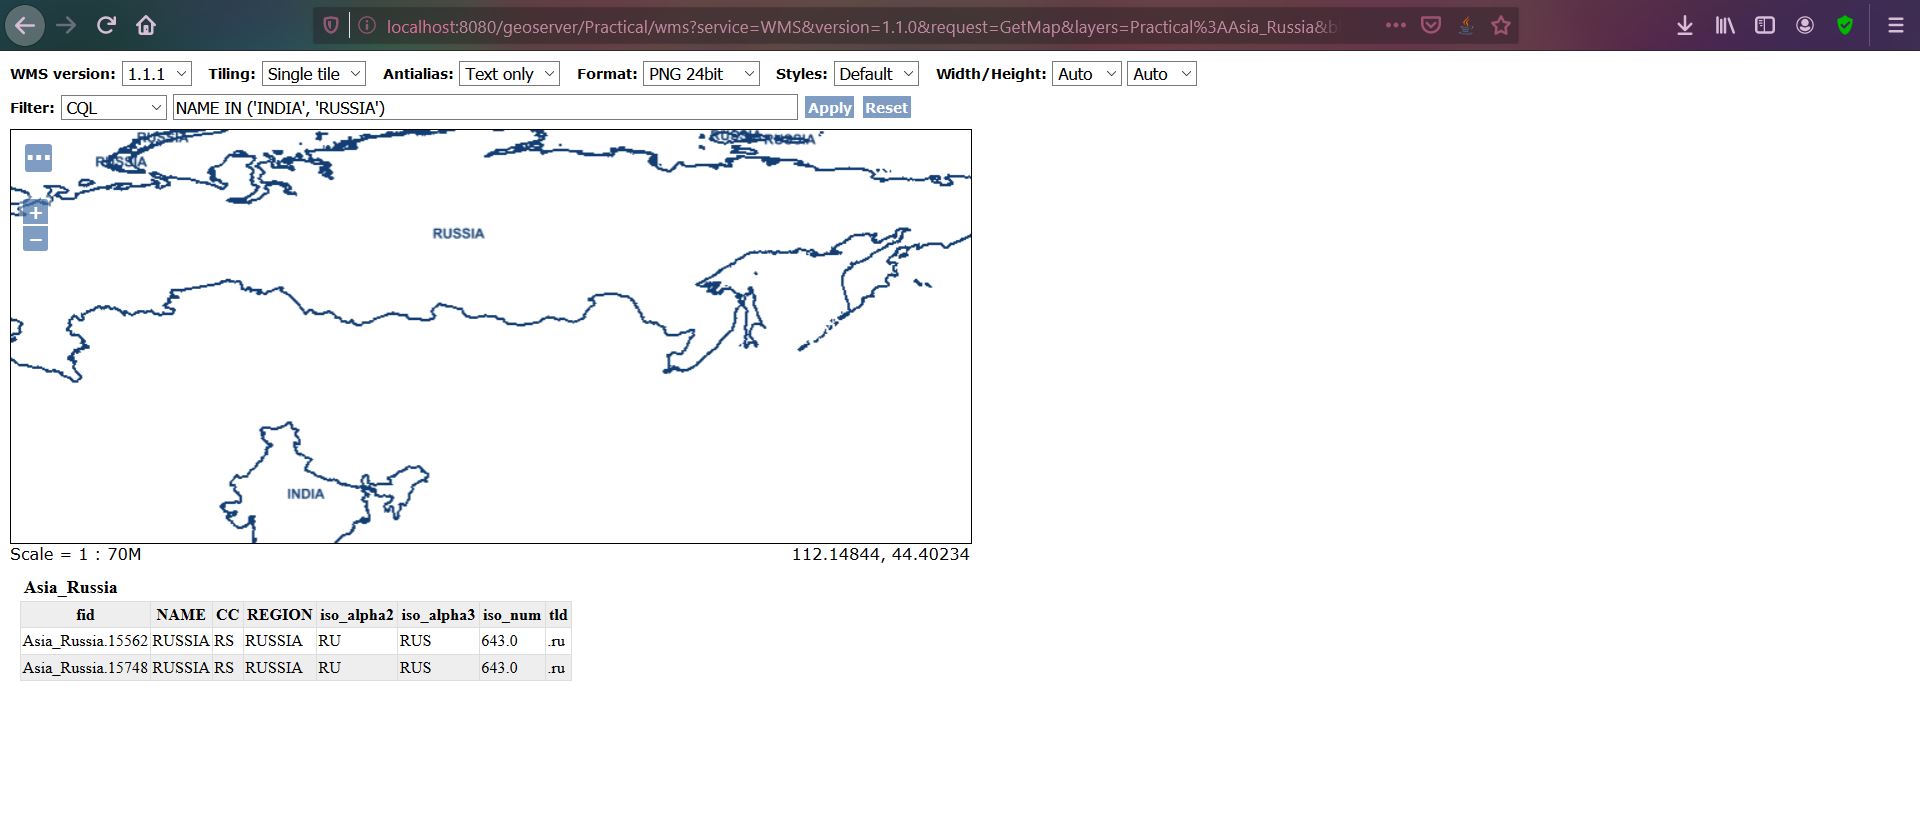 localhost:8080/geoserver/Practical/wms?service=WMS&version=1.1.0&request=GetMap&layers=Practical%3AAsia_Russia&b
WMS version: 1.1.1 Tiling: Single tile Antialias: Text only Format: PNG 24bit Styles: Default Width/Height: Auto Auto
Filter: CQL NAME IN ('INDIA', 'RUSSIA') Apply Reset
RUSSIA RUSSIA RUSSIA
RUSSIA
+
RUSSIA
−
INDIA
Scale = 1 : 70M 112.14844, 44.40234
Asia_Russia
fid NAME CC REGION iso_alpha2 iso_alpha3 iso_num tld
Asia_Russia.15562 RUSSIA RS RUSSIA RU RUS 643.0 .ru
Asia_Russia.15748 RUSSIA RS RUSSIA RU RUS 643.0 .ru